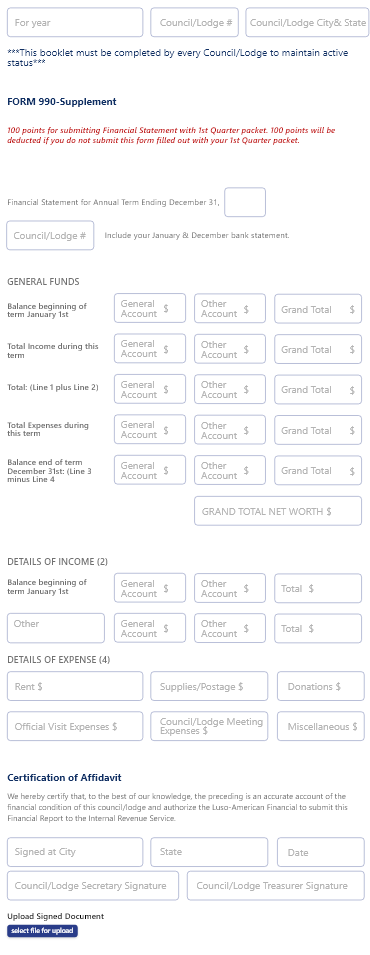 For year
Council/Lodge #
Council/Lodge City& State
***This booklet must be completed by every Council/Lodge to maintain active
status***
FORM 990-Supplement
100 points for submitting Financial Statement with 1st Quarter packet. 100 points will be
deducted if you do not submit this form filled out with your 1st Quarter packet.
Financial Statement for Annual Term Ending December 31,
Council/Lodge #
Include your January & December bank statement.
GENERAL FUNDS
Balance beginning of
term January 1st
General
Account $
Other
Account $
Grand Total $
Total Income during this
term
General
Account $
Other
Account $
Grand Total $
Total: (Line 1 plus Line 2)
General
Account $
Other
Account $
Grand Total $
Total Expenses during
this term
General
Account $
Other
Account $
Grand Total $
Balance end of term
December 31st: (Line 3
minus Line 4
General
Account $
Other
Account $
Grand Total $
GRAND TOTAL NET WORTH $
DETAILS OF INCOME (2)
Balance beginning of
term January 1st
General
Account $
Other
Account $
Total $
Other
General
Account $
Other
Account $
Total $
DETAILS OF EXPENSE (4)
Rent $
Supplies/Postage $
Donations $
Official Visit Expenses $
Council/Lodge Meeting
Expenses $
Miscellaneous $
Certification of Affidavit
We hereby certify that, to the best of our knowledge, the preceding is an accurate account of the
financial condition of this council/lodge and authorize the Luso-American Financial to submit this
Financial Report to the Internal Revenue Service.
Signed at City
State
Date
Council/Lodge Secretary Signature
Council/Lodge Treasurer Signature
Upload Signed Document
select file for upload